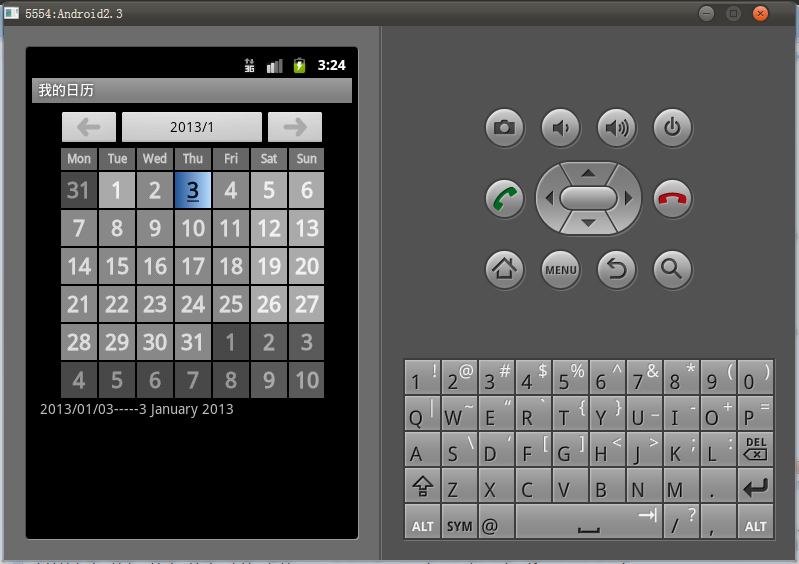 5554:Android2.3
3G 3:24
我的日历
2013/1
Mon Tue Wed Thu Fri Sat Sun
31 1 2 3 4 5 6
7 8 9 10 11 12 13
14 15 16 17 18 19 20
21 22 23 24 25 26 27
28 29 30 31 1 2 3
4 5 6 7 8 9 10
2013/01/03-----3 January 2013
MENU
1 ! 2 @ 3 # 4 $ 5 % 6 ^ 7 & 8 * 9 ( 0 )
Q | W ~ E “ R ` T { Y } U _ I - O + P =
A S \ D ‘ F [ G ] H < J > K ; L : DEL
Z X C V B N M .
ALT SYM @ / ? , ALT